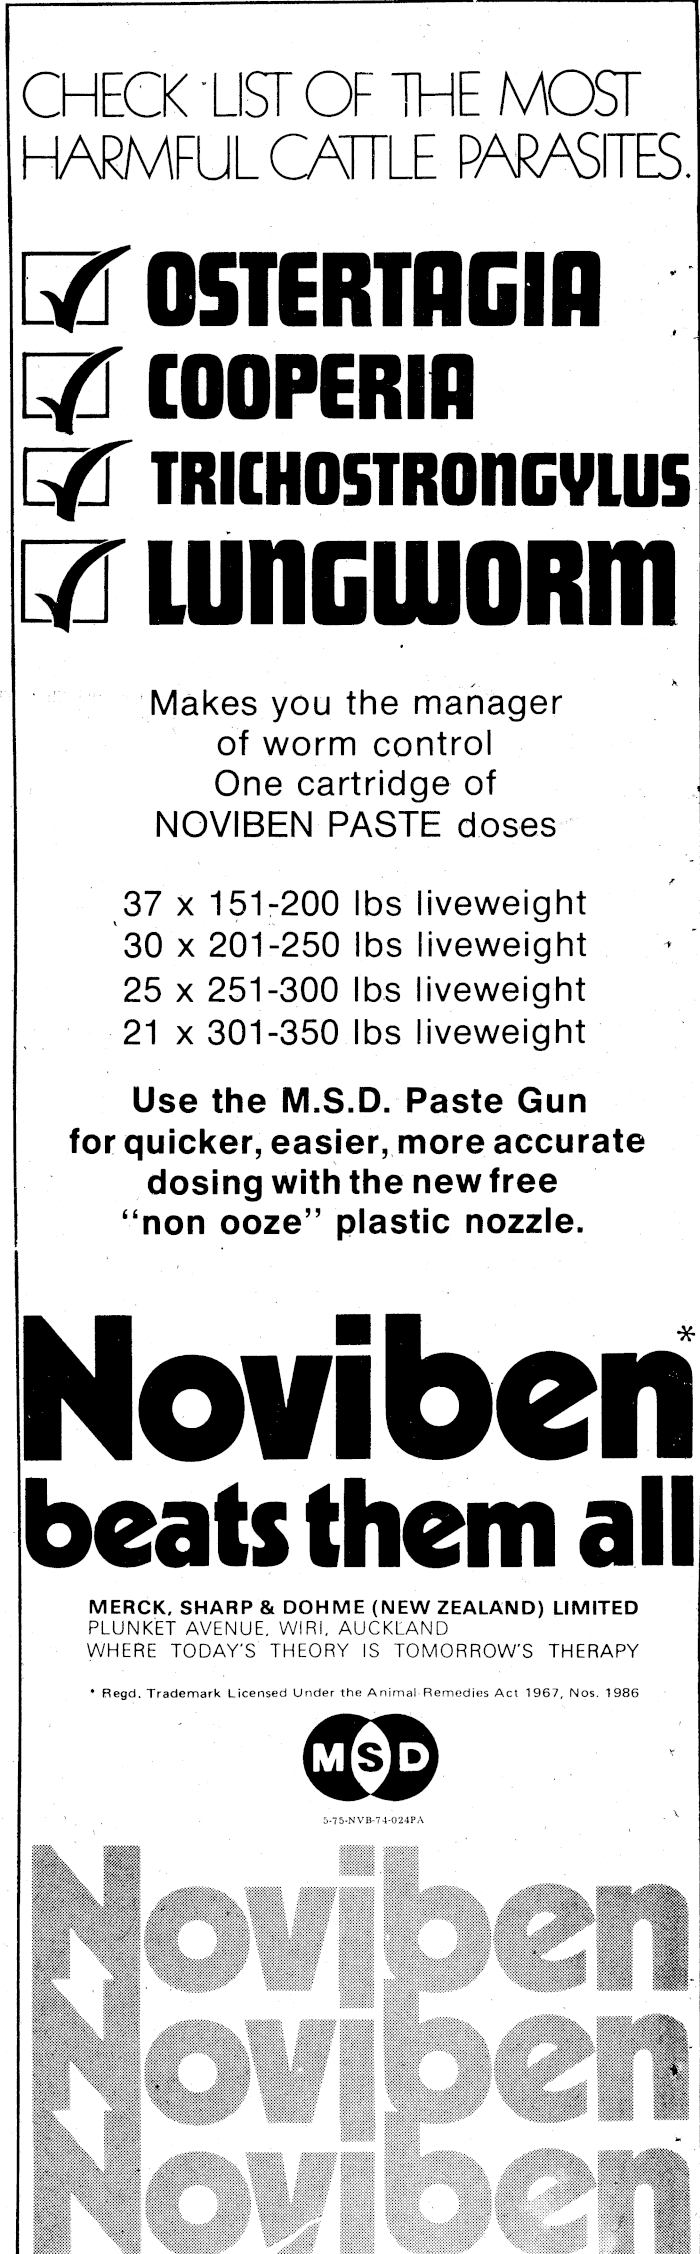 CHECK LIST OF THE MOST
HARMFUL CATTLE PARASITES.
OSTERTAGIA
COOPERIA
TRICHOSTRONGYLUS
LUNGWORM
Makes you the manager
of worm control
One cartridge of
NOVIBEN PASTE doses
37 x 151-200 lbs liveweight
30 x 201-250 lbs liveweight
25 x 251-300 lbs liveweight
21 x 301-350 lbs liveweight
Use the M.S.D. Paste Gun
for quicker, easier, more accurate
dosing with the new free
“non ooze” plastic nozzle.
Noviben*
beats them all
MERCK, SHARP & DOHME (NEW ZEALAND) LIMITED
PLUNKET AVENUE, WIRI, AUCKLAND
WHERE TODAY'S THEORY IS TOMORROW'S THERAPY
* Regd. Trademark Licensed Under the Animal Remedies Act 1967, Nos. 1986
MSD
5-75-NVB-74-024PA
Noviben
Noviben
Noviben